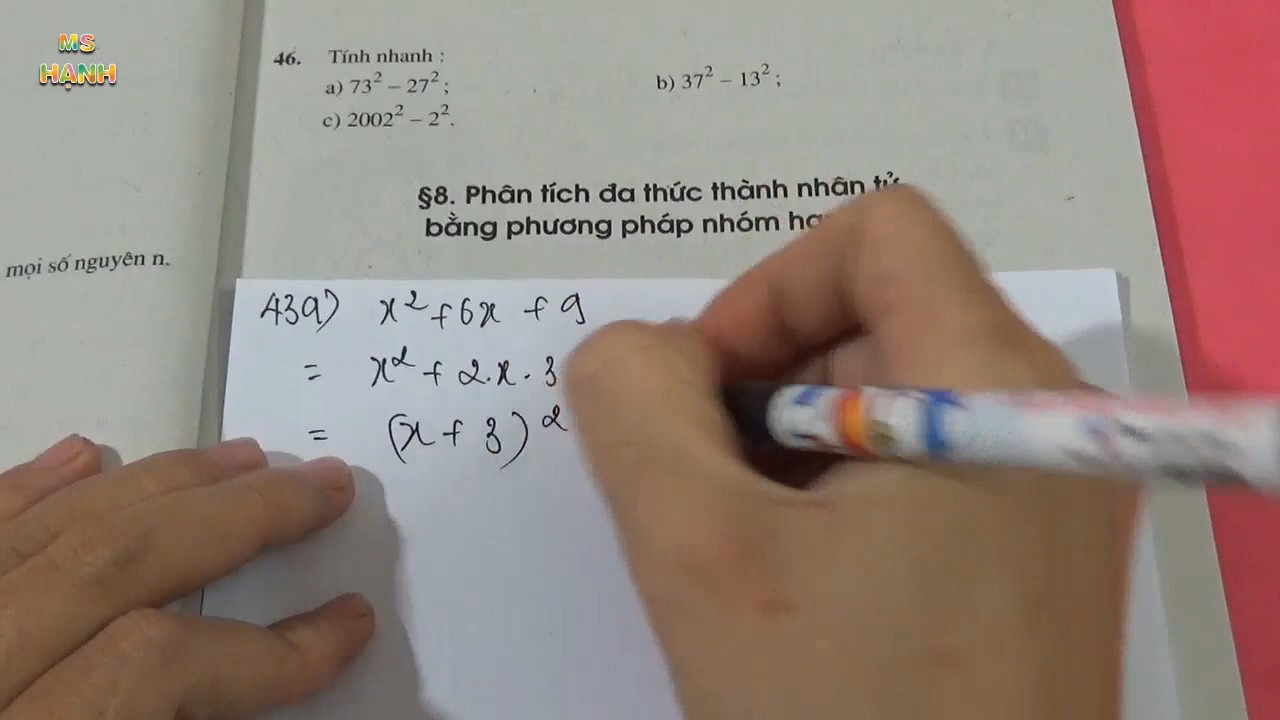 MS
HẠNH
46. Tính nhanh :
a) 73² – 27² ;
b) 37² – 13² ;
c) 2002² – 2².
§8. Phân tích đa thức thành nhân tử
bằng phương pháp nhóm
mọi số nguyên n.
43a) x² + 6x + 9
= x² + 2.x.3
= (x + 3)²